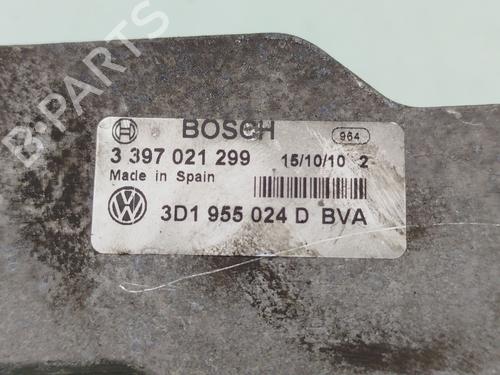 BOSCH
964
3 397 021 299 15/10/10 2
Made in Spain
3D1 955 024 D BVA
B-PARTS